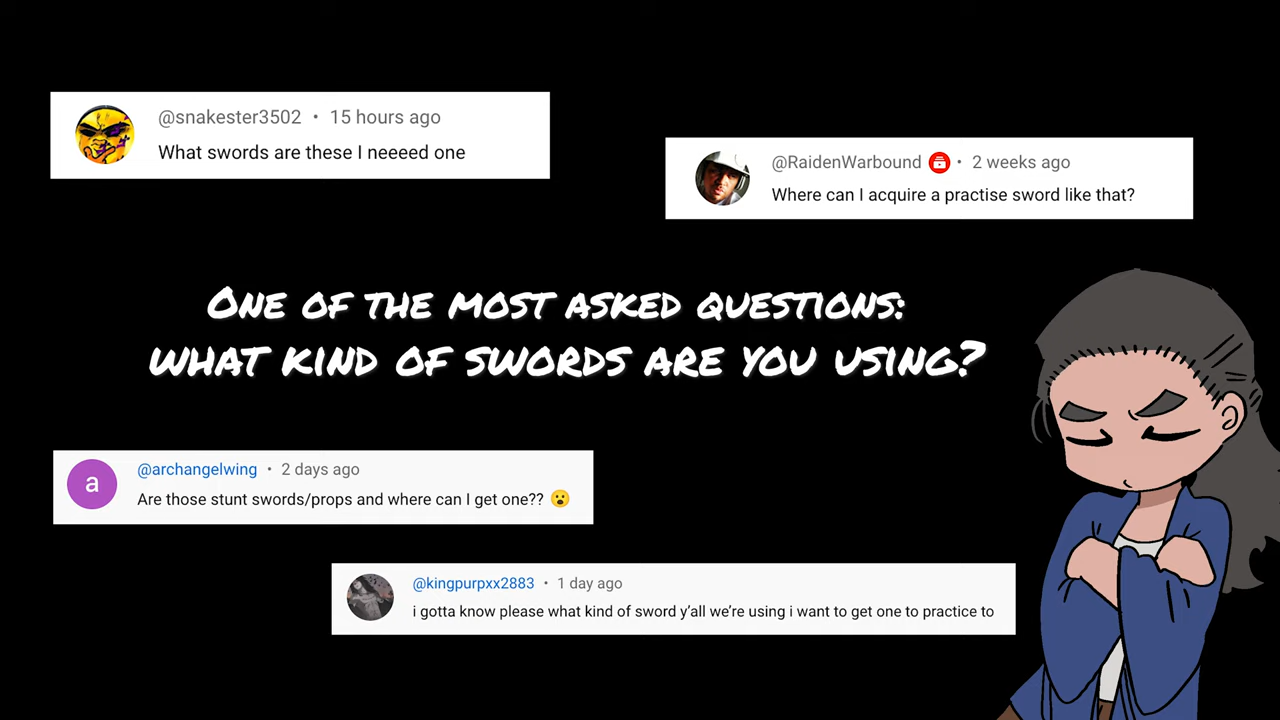 @snakester3502 • 15 hours ago
What swords are these I neeeed one
@RaidenWarbound • 2 weeks ago
Where can I acquire a practise sword like that?
ONE OF THE MOST ASKED QUESTIONS:
WHAT KIND OF SWORDS ARE YOU USING?
a
@archangelwing • 2 days ago
Are those stunt swords/props and where can I get one?? 😮
@kingpurpxx2883 • 1 day ago
i gotta know please what kind of sword y'all we're using i want to get one to practice to